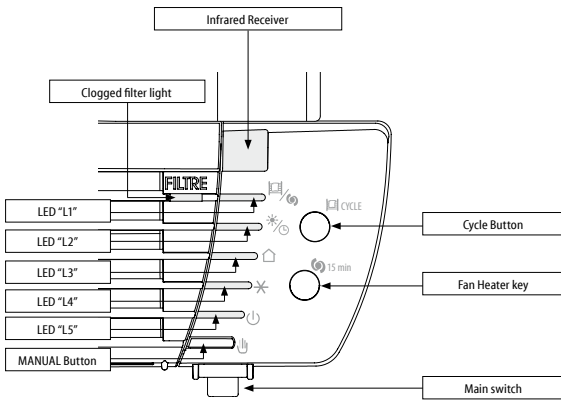 Infrared Receiver
Clogged filter light
FILTRE
LED “L1”
CYCLE
LED “L2”
Cycle Button
LED “L3”
15 min
Fan Heater key
LED “L4”
LED “L5”
MANUAL Button
Main switch